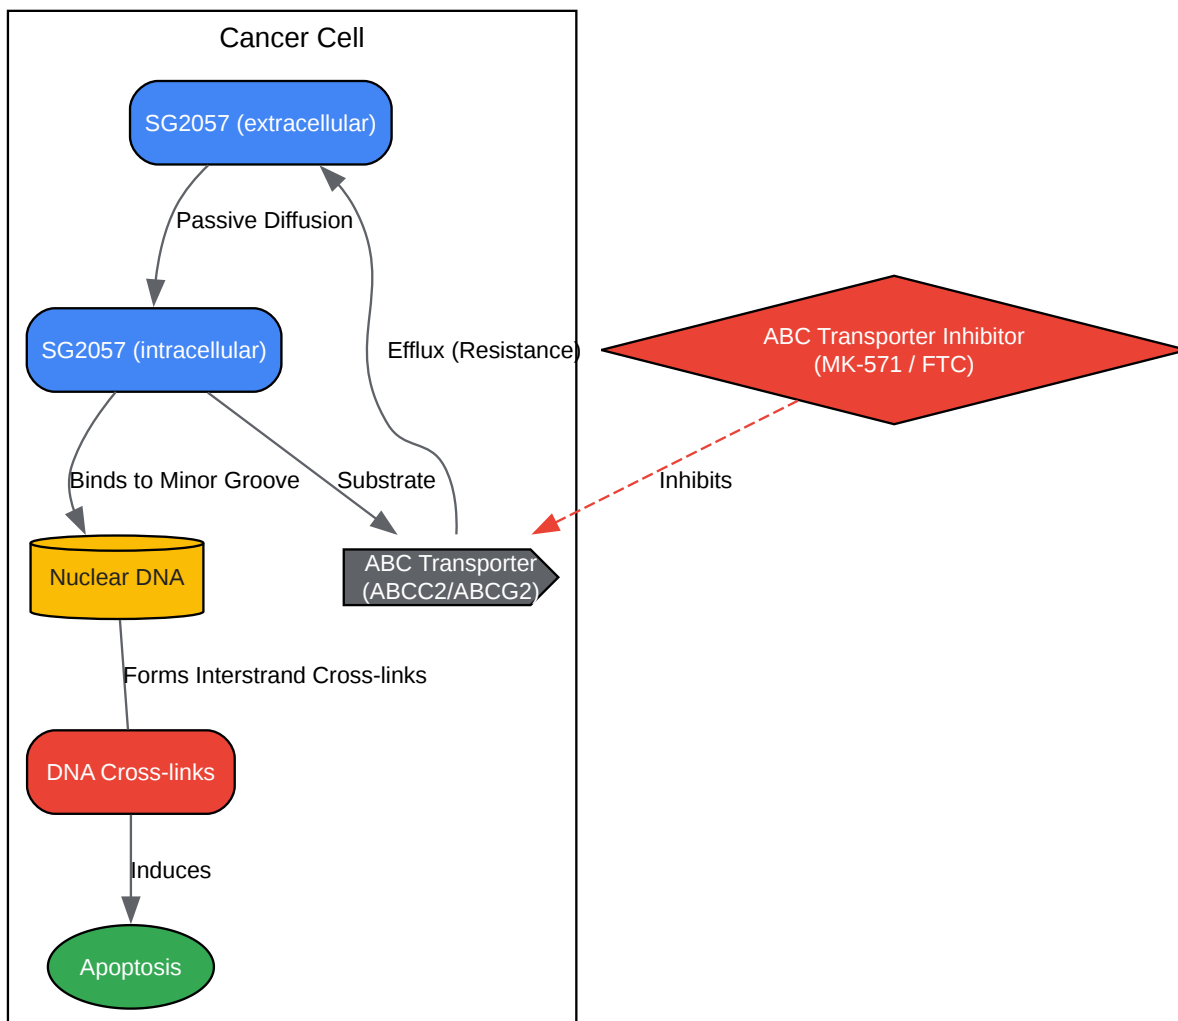 Cancer Cell
SG2057 (extracellular)
Passive Diffusion
SG2057 (intracellular)
Efflux (Resistance)
ABC Transporter Inhibitor
(MK-571 / FTC)
Binds to Minor Groove
Substrate
Inhibits
Nuclear DNA
ABC Transporter
(ABCC2/ABCG2)
Forms Interstrand Cross-links
DNA Cross-links
Induces
Apoptosis